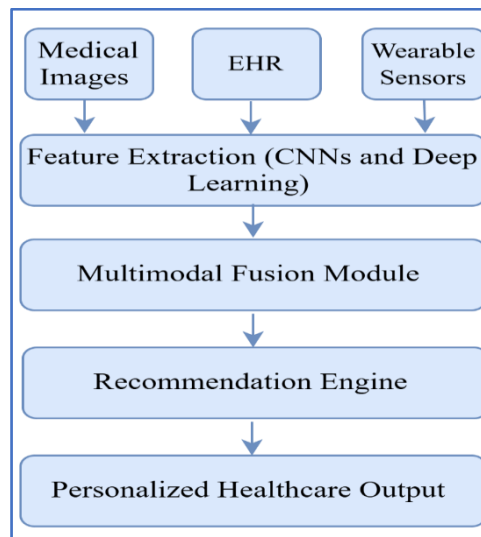 Medical
Images
EHR
Wearable
Sensors
Feature Extraction (CNNs and Deep
Learning)
Multimodal Fusion Module
Recommendation Engine
Personalized Healthcare Output